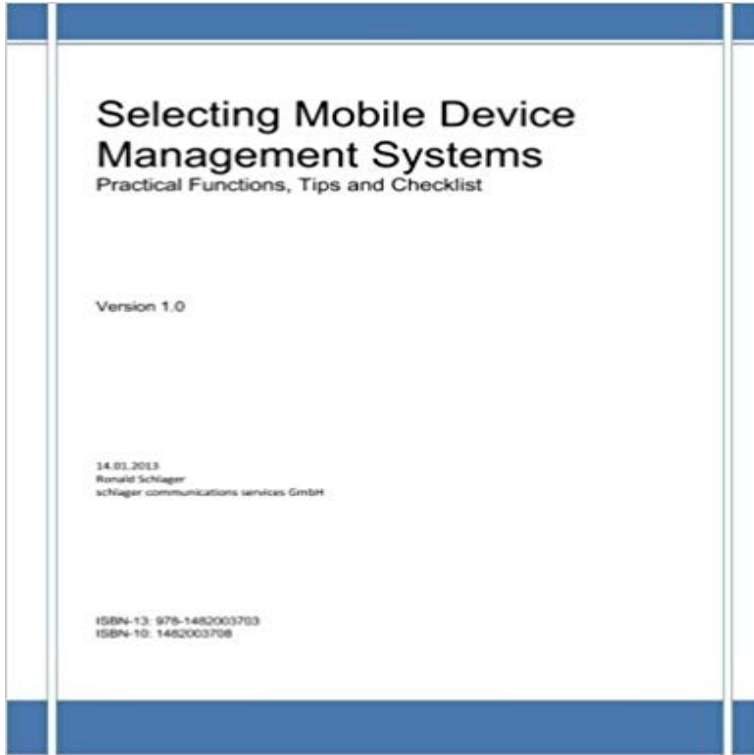 Selecting Mobile Device
Management Systems
Practical Functions, Tips and Checklist
Version 1.0
14.01.2013
Ronald Schlager
schlager communications services GmbH
ISBN-13: 978-1482003703
ISBN-10: 1482003708